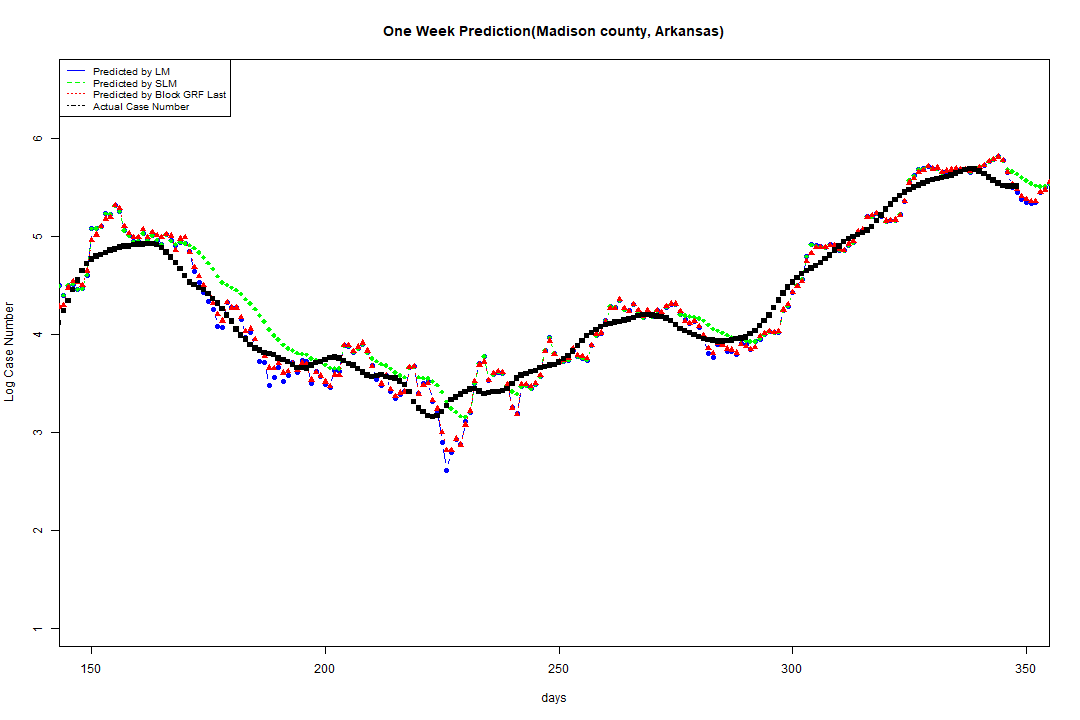 One Week Prediction(Madison county, Arkansas)
Predicted by LM
Predicted by SLM
Predicted by Block GRF Last
Actual Case Number
6
5
4
3
2
1
Log Case Number
150 200 250 300 350
days